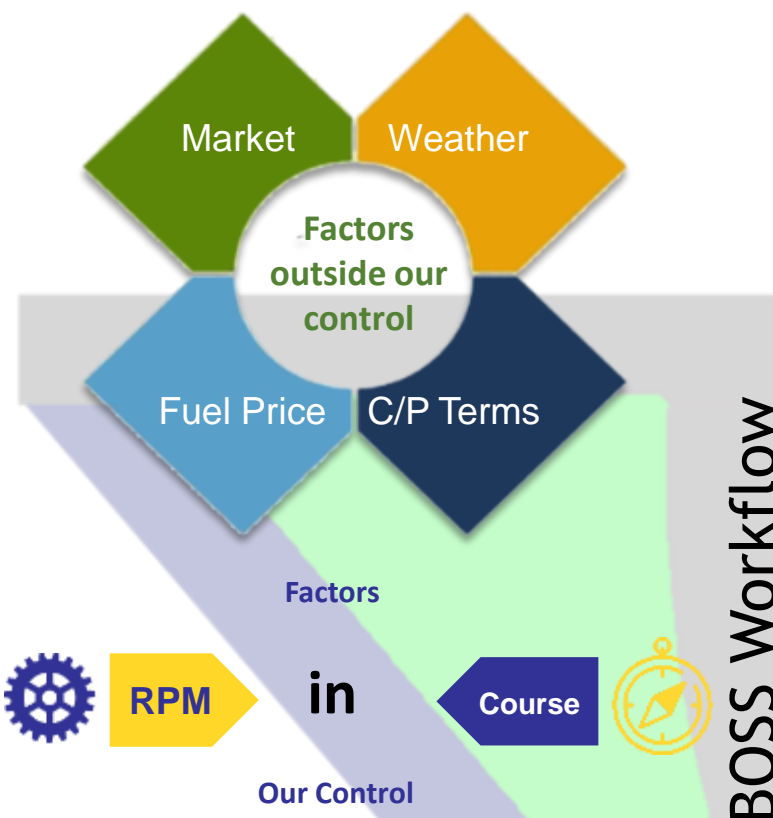 Market
Weather
Factors
outside our
control
Fuel Price
C/P Terms
Factors
RPM
in
Course
Our Control
BOSS Workflow